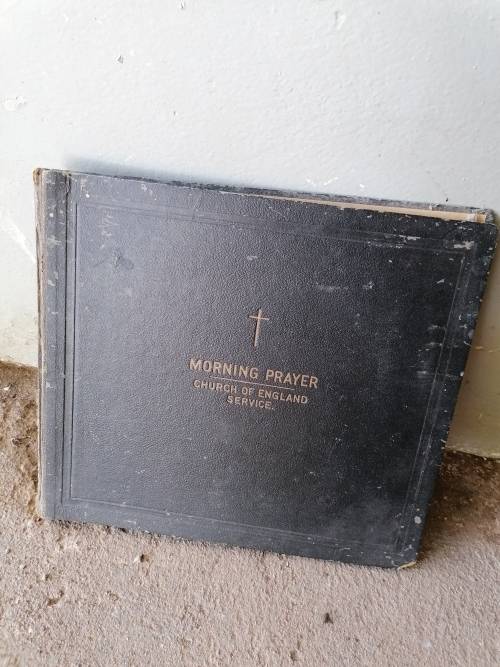 MORNING PRAYER
CHURCH OF ENGLAND
SERVICE.